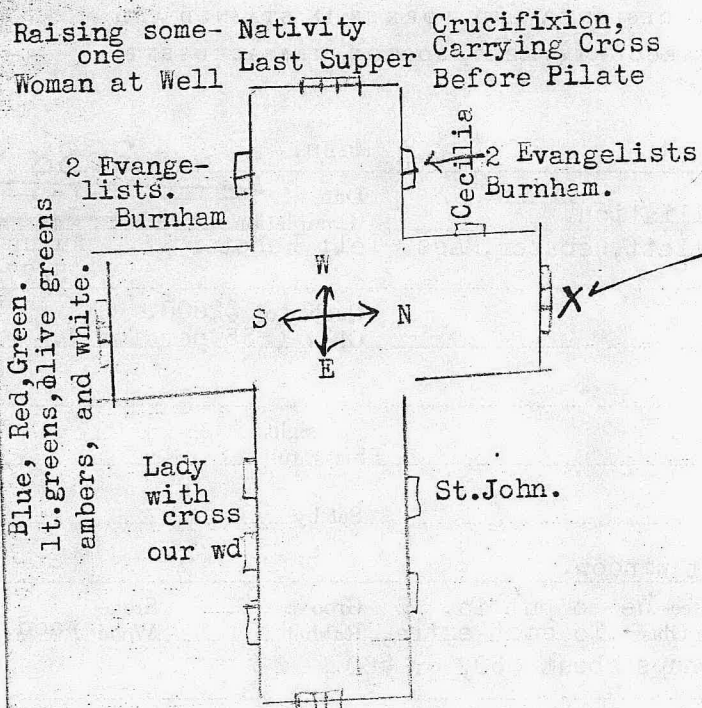 Raising some- Nativity Crucifixion,
one Carrying Cross
Woman at Well Last Supper Before Pilate
2 Evange-
lists.
Burnham
Cecilia
2 Evangelists
Burnham.
Blue, Red,Green.
lt.greens,olive greens
ambers, and white.
W
S N
E
X
Lady
with
cross
our wd
St.John.